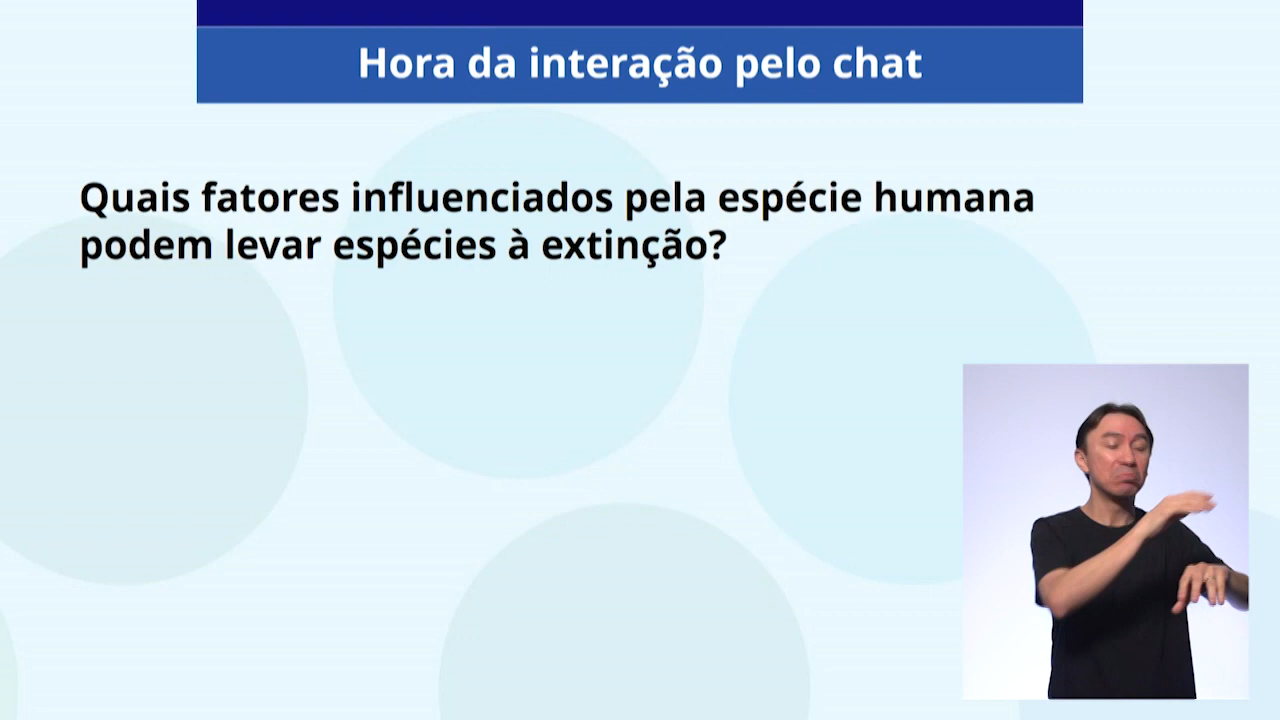 Hora da interação pelo chat
Quais fatores influenciados pela espécie humana
podem levar espécies à extinção?